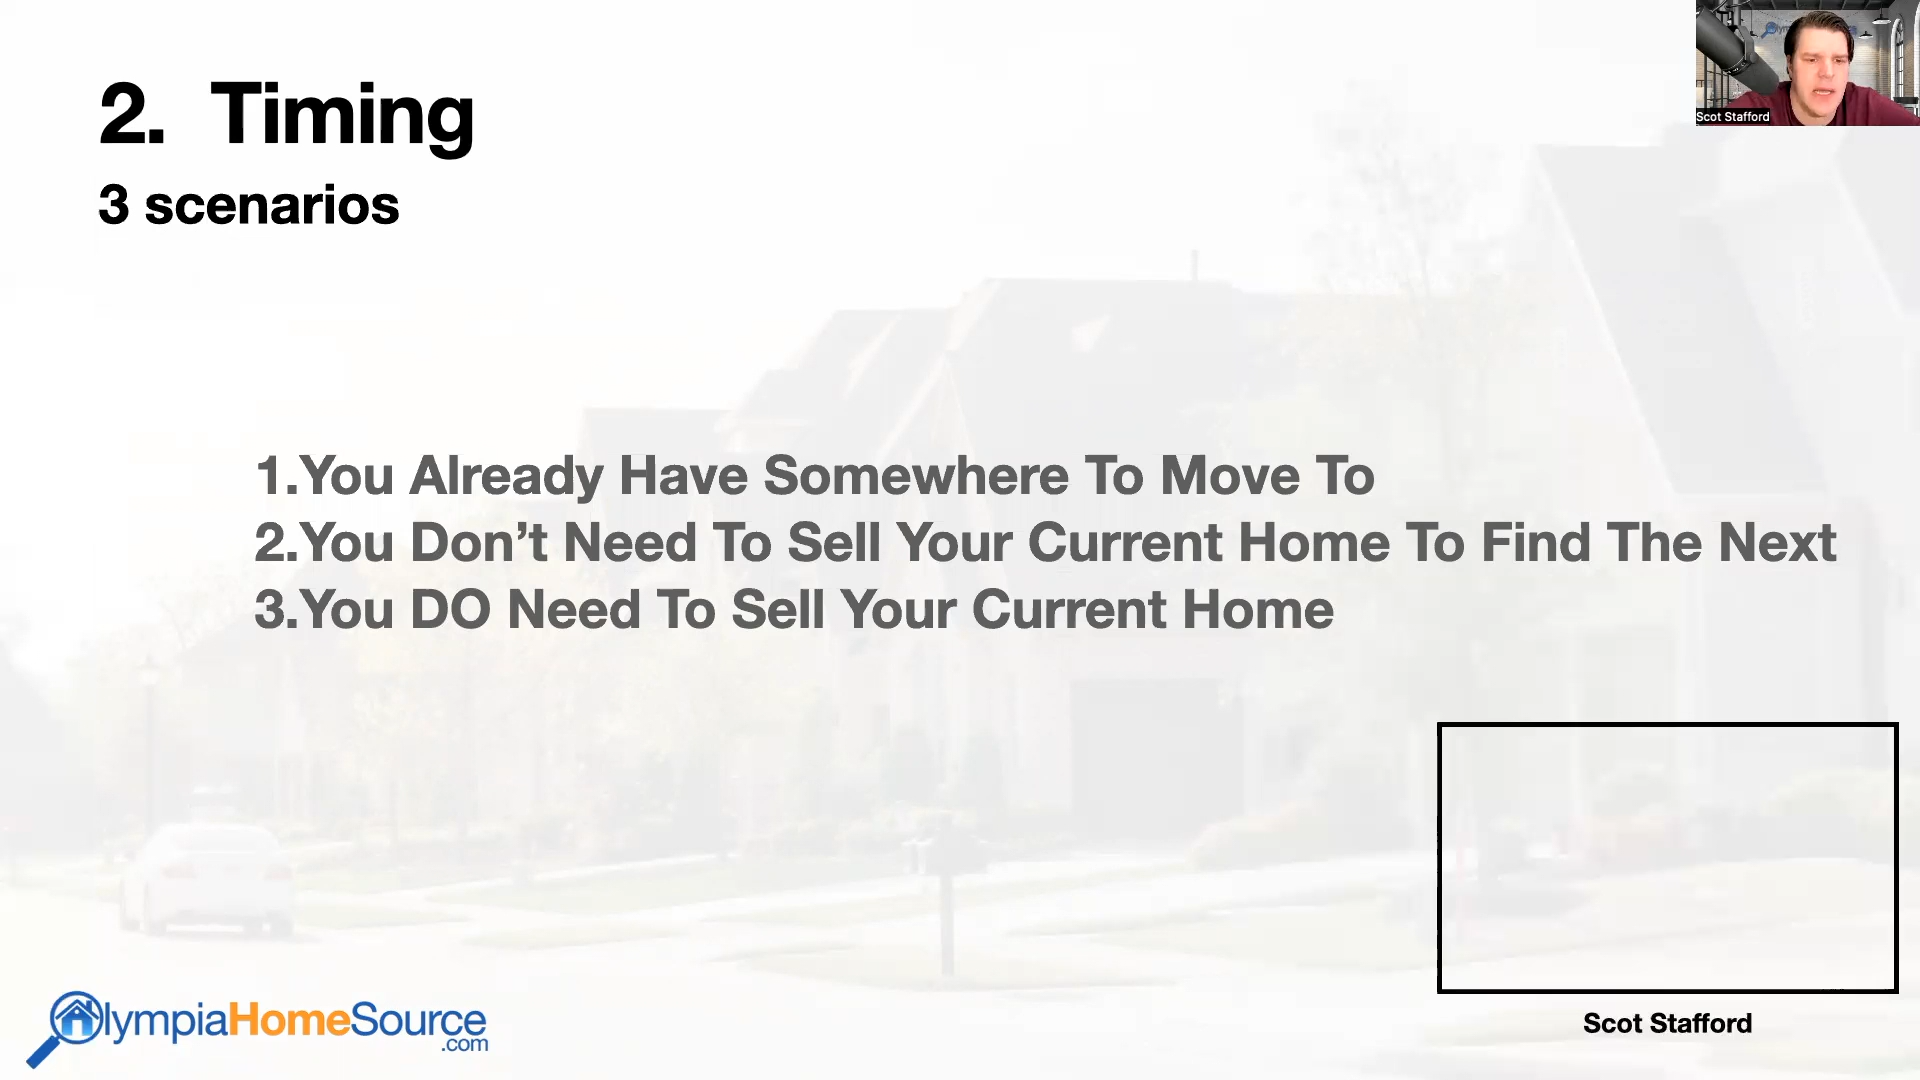 2. Timing
3 scenarios
Scot Stafford
1.You Already Have Somewhere To Move To
2.You Don’t Need To Sell Your Current Home To Find The Next
3.You DO Need To Sell Your Current Home
OlympiaHomeSource
.com
Scot Stafford